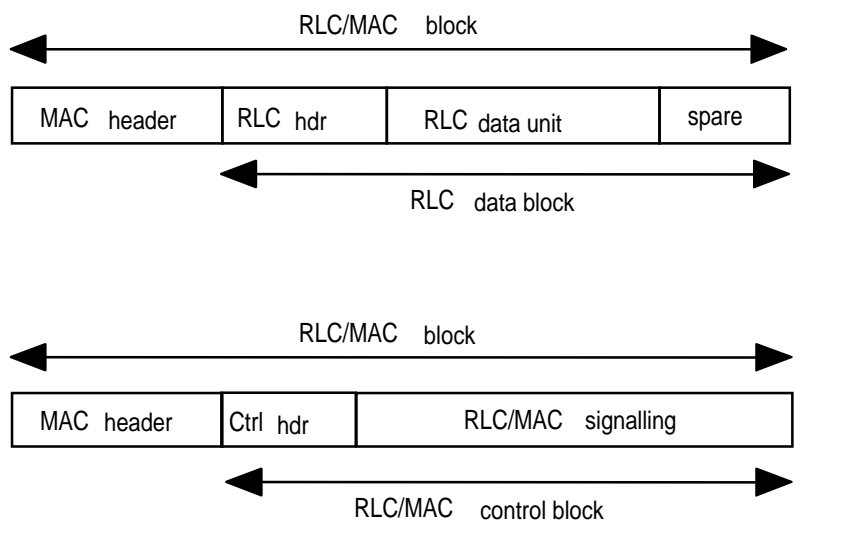 RLC/MAC block
MAC header RLC hdr RLC data unit spare
RLC data block
RLC/MAC block
MAC header Ctrl hdr RLC/MAC signalling
RLC/MAC control block